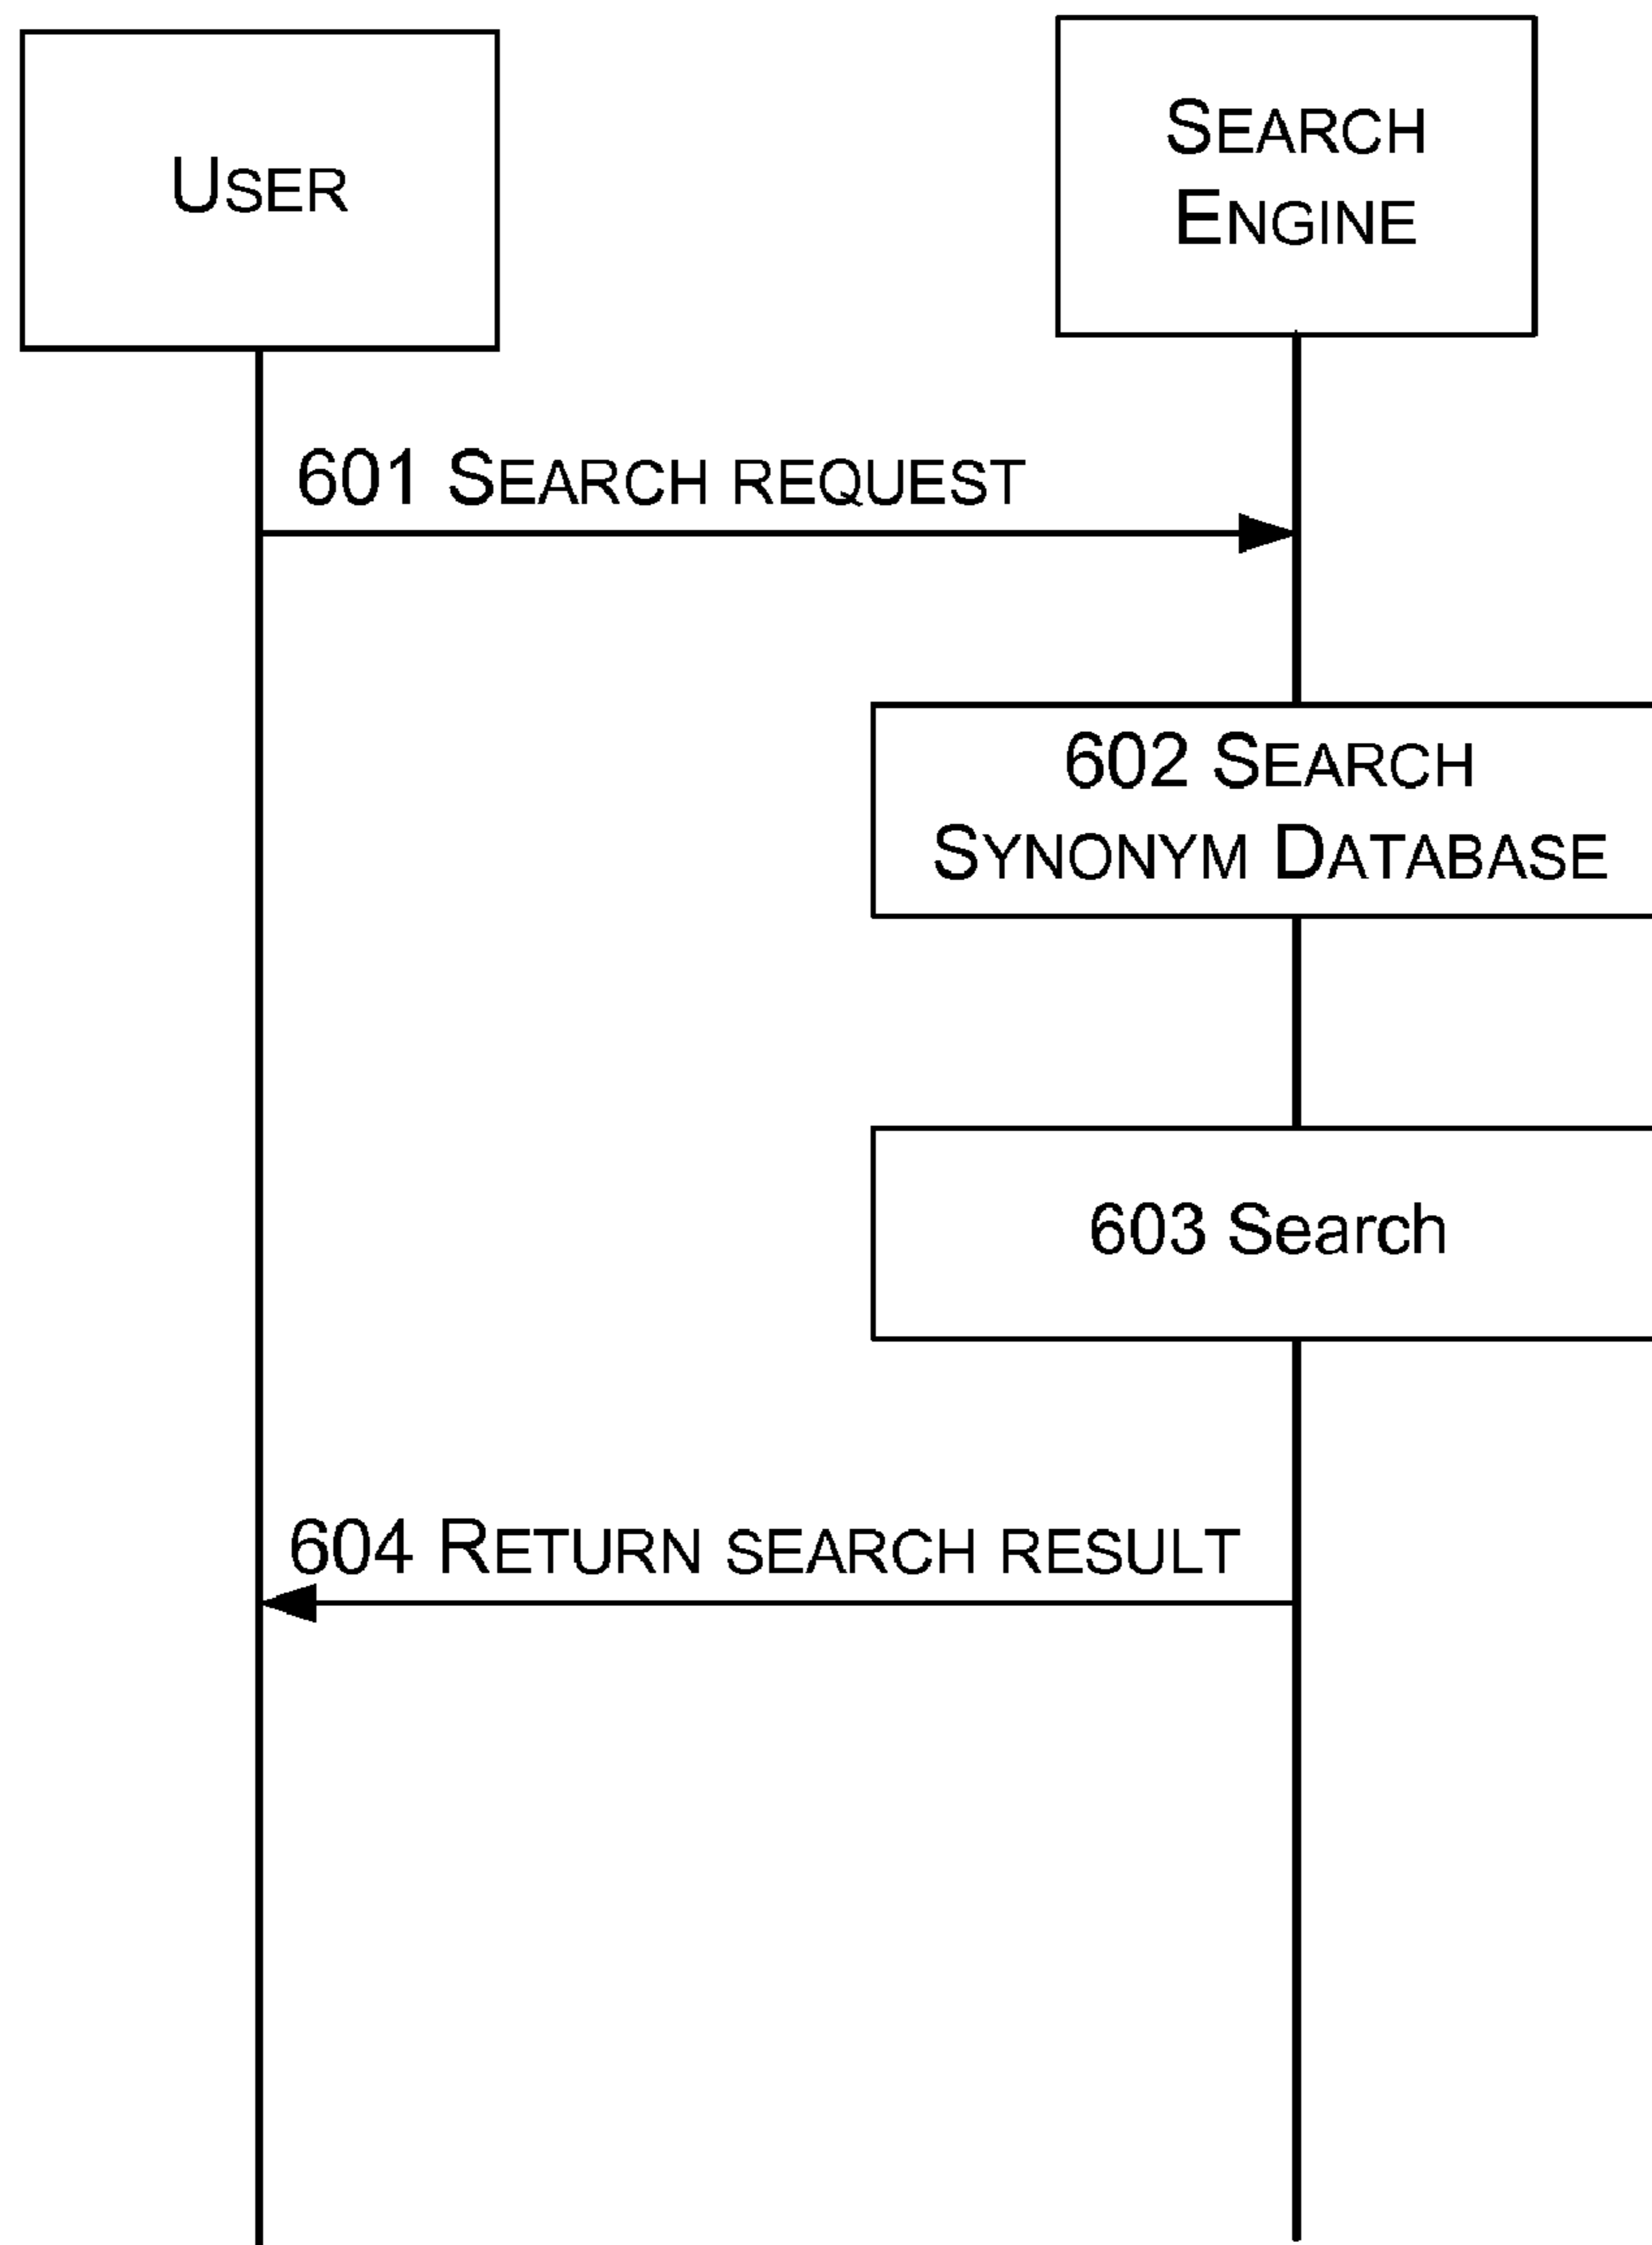 USER
SEARCH
ENGINE
601 SEARCH REQUEST
602 SEARCH
SYNONYM DATABASE
603 Search
604 RETURN SEARCH RESULT